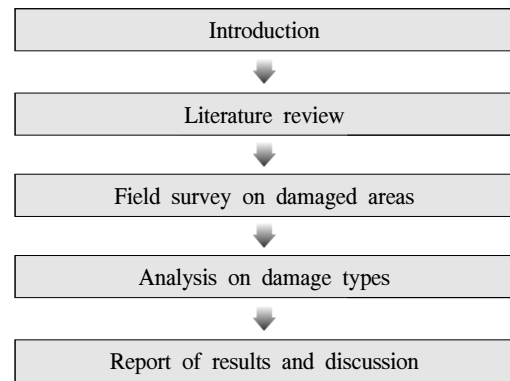 Introduction
Literature review
Field survey on damaged areas
Analysis on damage types
Report of results and discussion